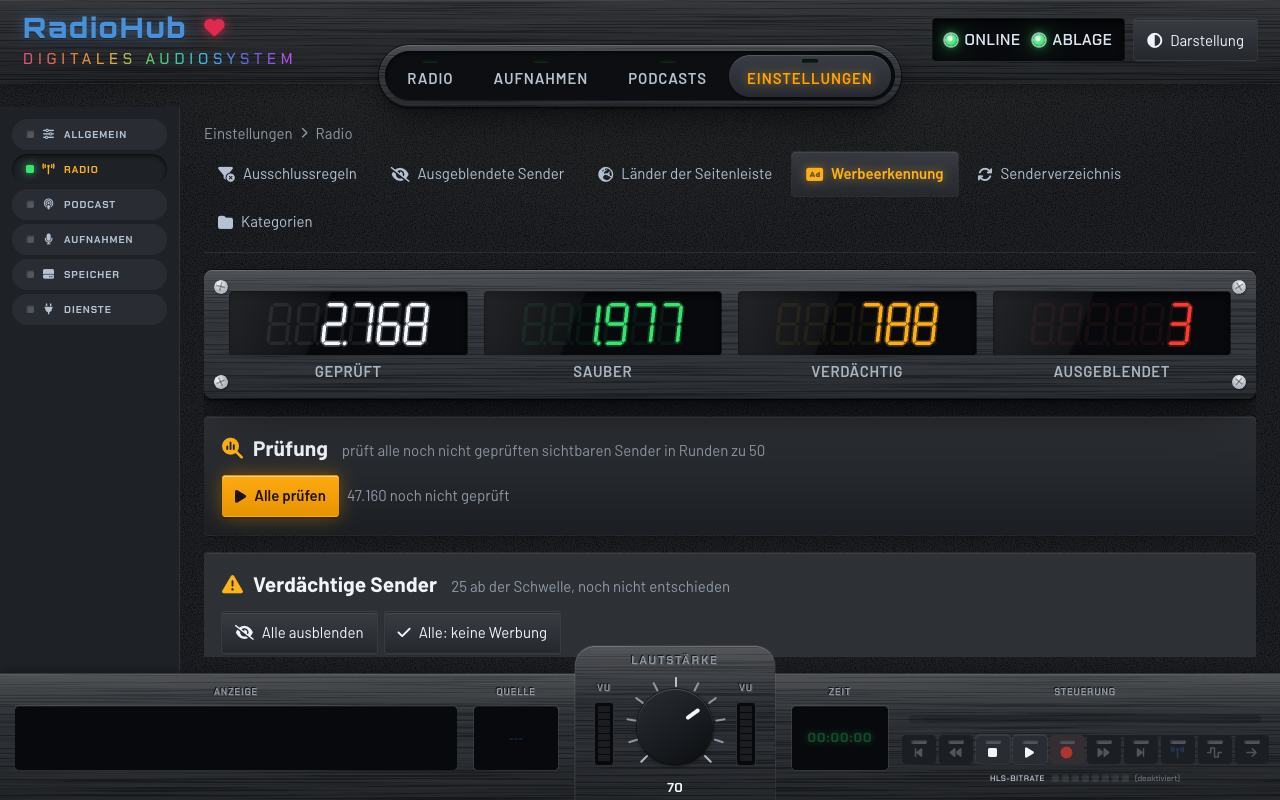 RadioHub
DIGITALES AUDIOSYSTEM
RADIO
AUFNAHMEN
PODCASTS
EINSTELLUNGEN
ONLINE
ABLAGE
Darstellung
ALLGEMEIN
RADIO
PODCAST
AUFNAHMEN
SPEICHER
DIENSTE
Einstellungen > Radio
Ausschlussregeln
Ausgeblendete Sender
Länder der Seitenleiste
Ad Werbeerkennung
Senderverzeichnis
Kategorien
2.768
1.977
788
3
GEPRÜFT
SAUBER
VERDÄCHTIG
AUSGEBLENDET
Prüfung prüft alle noch nicht geprüften sichtbaren Sender in Runden zu 50
Alle prüfen 47.160 noch nicht geprüft
Verdächtige Sender 25 ab der Schwelle, noch nicht entschieden
Alle ausblenden
Alle: keine Werbung
ANZEIGE
QUELLE
---
LAUTSTÄRKE
VU
VU
70
ZEIT
00:00:00
STEUERUNG
HLS-BITRATE
(deaktiviert)